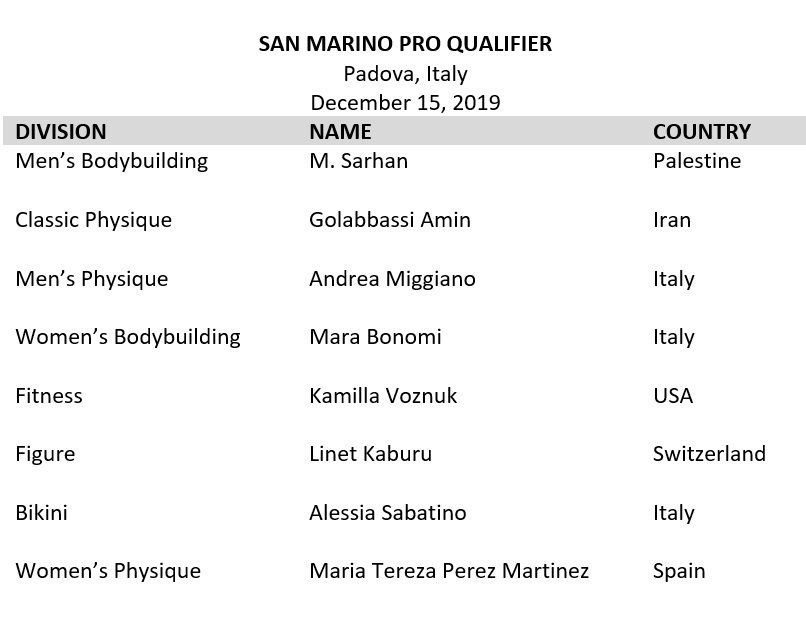 SAN MARINO PRO QUALIFIER
Padova, Italy
December 15, 2019
DIVISION NAME COUNTRY
Men’s Bodybuilding M. Sarhan Palestine
Classic Physique Golabbassi Amin Iran
Men’s Physique Andrea Miggiano Italy
Women’s Bodybuilding Mara Bonomi Italy
Fitness Kamilla Voznuk USA
Figure Linet Kaburu Switzerland
Bikini Alessia Sabatino Italy
Women’s Physique Maria Tereza Perez Martinez Spain